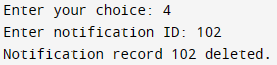 Enter your choice: 4
Enter notification ID: 102
Notification record 102 deleted.